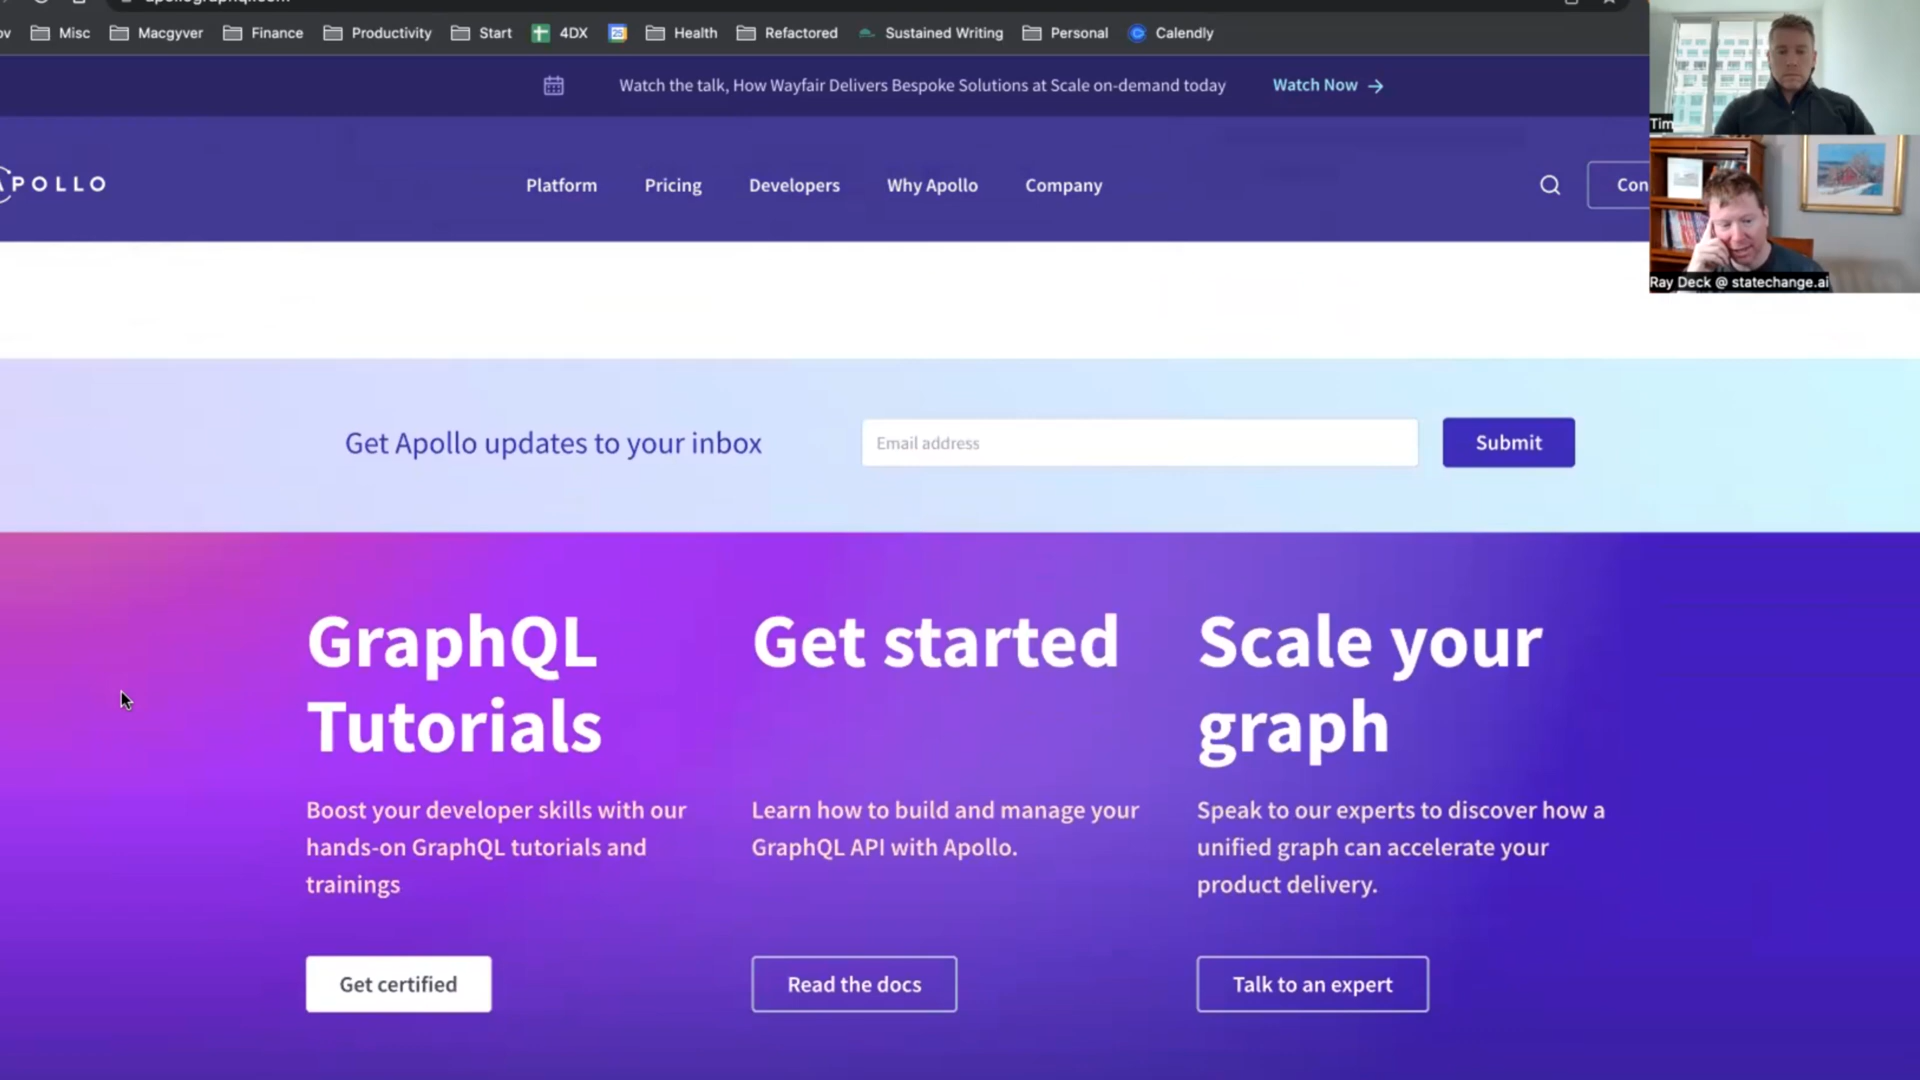 Misc Macgyver Finance Productivity Start 4DX 25 Health Refactored Sustained Writing Personal Calendly
Watch the talk, How Wayfair Delivers Bespoke Solutions at Scale on-demand today Watch Now →
APOLLO Platform Pricing Developers Why Apollo Company Con
Tim
Ray Deck @ statechange.ai
Get Apollo updates to your inbox Email address Submit
GraphQL
Tutorials
Boost your developer skills with our
hands-on GraphQL tutorials and
trainings
Get certified
Get started
Learn how to build and manage your
GraphQL API with Apollo.
Read the docs
Scale your
graph
Speak to our experts to discover how a
unified graph can accelerate your
product delivery.
Talk to an expert